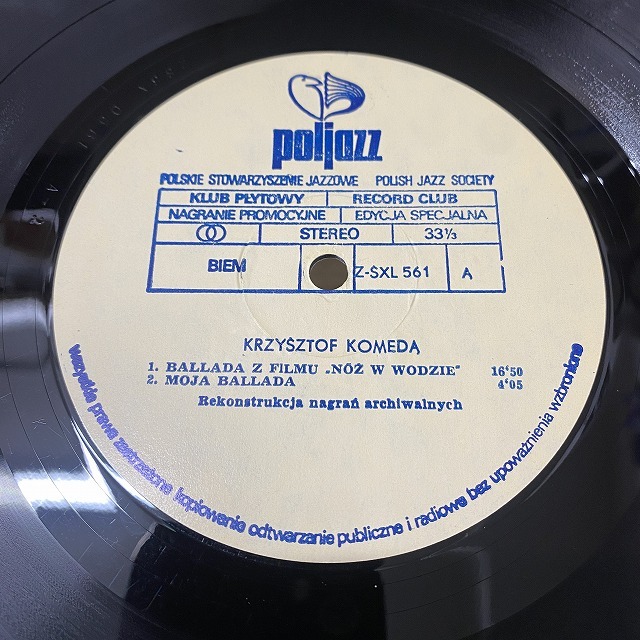 poljazz
POLSKIE STOWARZYSZENIE JAZZOWE POLISH JAZZ SOCIETY
KLUB PŁYTOWY RECORD CLUB
NAGRANIE PROMOCYJNE EDYCJA SPECJALNA
STEREO 33⅓
BIEM Z-SXL 561 A
KRZYSZTOF KOMEDA
1. BALLADA Z FILMU „NÓŻ W WODZIE" 16'50
2. MOJA BALLADA 4'05
Rekonstrukcja nagrań archiwalnych
wszystkie prawa zastrzeżone kopiowanie odtwarzanie publiczne i radiowe bez upoważnienia wzbronione